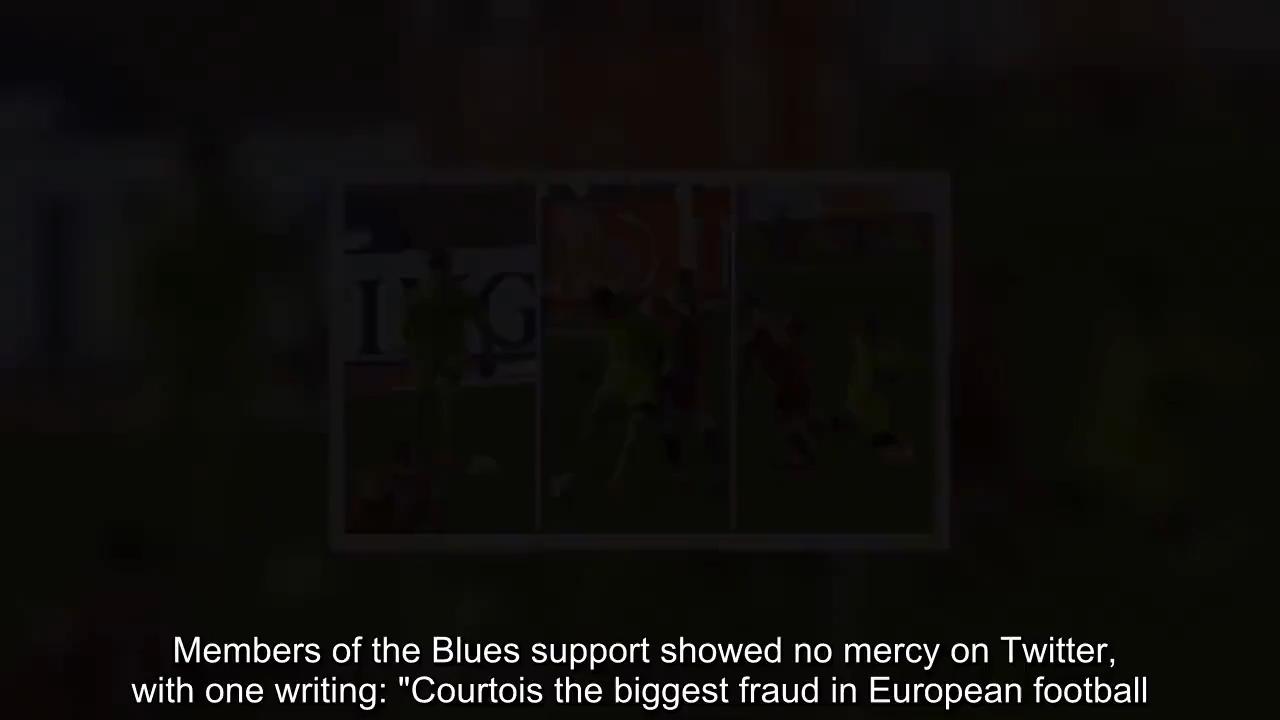 ING
Members of the Blues support showed no mercy on Twitter,
with one writing: "Courtois the biggest fraud in European football